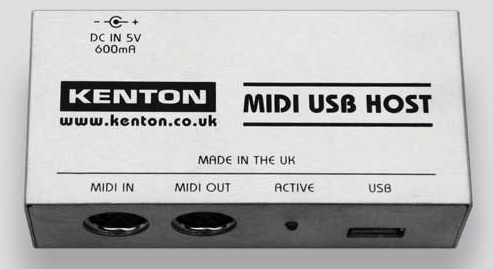 - +
DC IN 5V
600mA
KENTON
www.kenton.co.uk
MIDI USB HOST
MADE IN THE UK
MIDI IN MIDI OUT ACTIVE USB